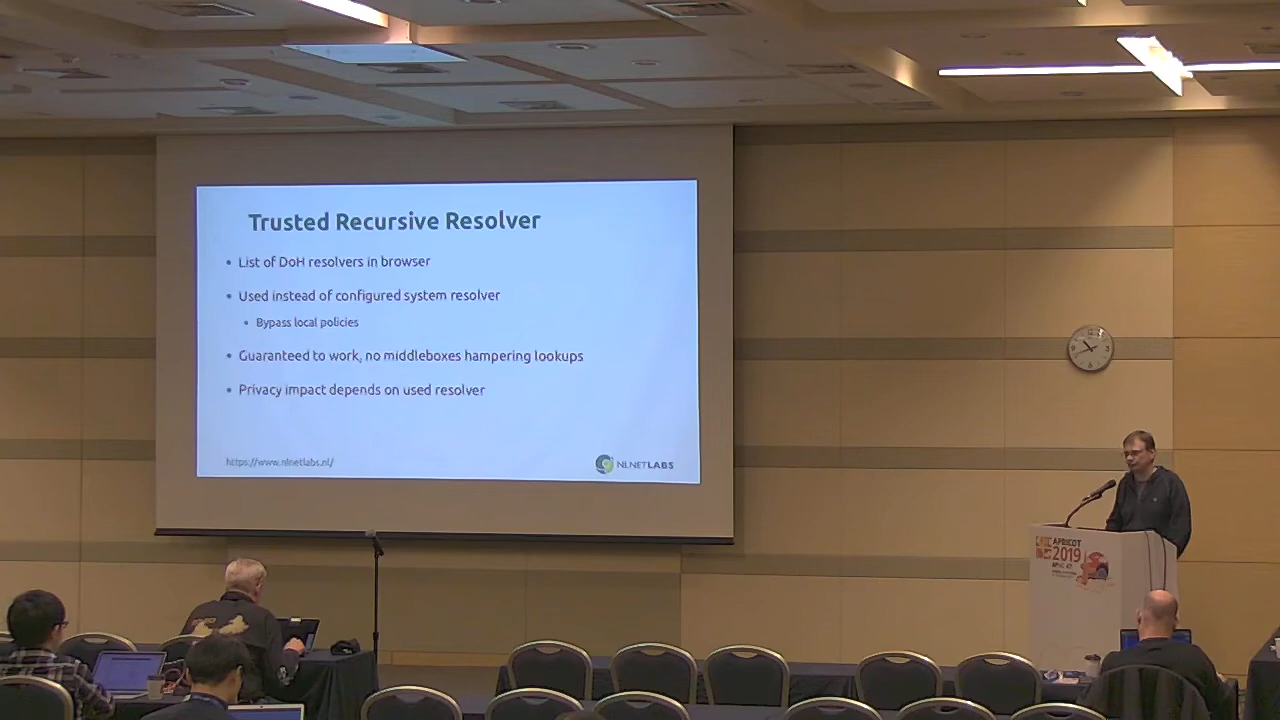 Trusted Recursive Resolver
• List of DoH resolvers in browser
• Used instead of configured system resolver
• Bypass local policies
• Guaranteed to work, no middleboxes hampering lookups
• Privacy impact depends on used resolver
https://www.nlnetlabs.nl/
NLNETLABS
APRICOT
2019